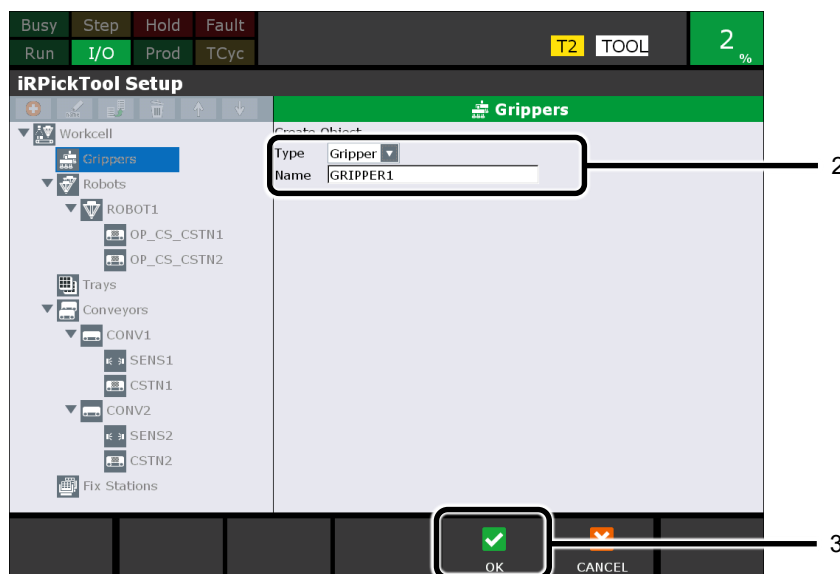 Busy Step Hold Fault
Run I/O Prod TCyc
T2 TOOL
2 %
iRPickTool Setup
Grippers
Workcell
Create Object
Type Gripper
Name GRIPPER1
2
Grippers
Robots
ROBOT1
OP_CS_CSTN1
OP_CS_CSTN2
Trays
Conveyors
CONV1
SENS1
CSTN1
CONV2
SENS2
CSTN2
Fix Stations
OK
CANCEL
3